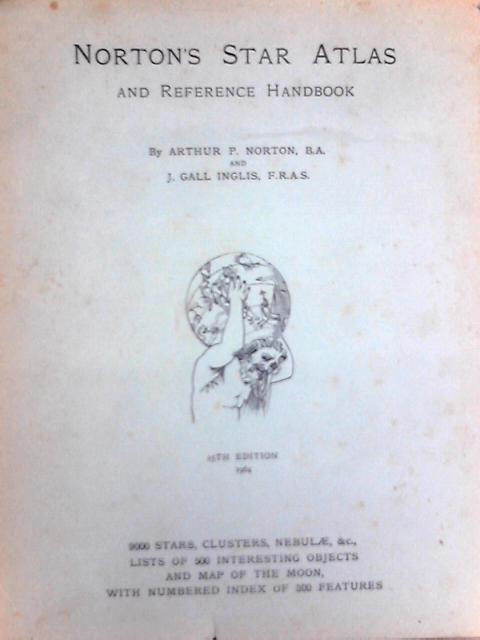 NORTON'S STAR ATLAS
AND REFERENCE HANDBOOK
By ARTHUR P. NORTON, B.A.
AND
J. GALL INGLIS, F.R.A.S.
15TH EDITION
1964
9000 STARS, CLUSTERS, NEBULÆ, &c.,
LISTS OF 500 INTERESTING OBJECTS
AND MAP OF THE MOON,
WITH NUMBERED INDEX OF 300 FEATURES